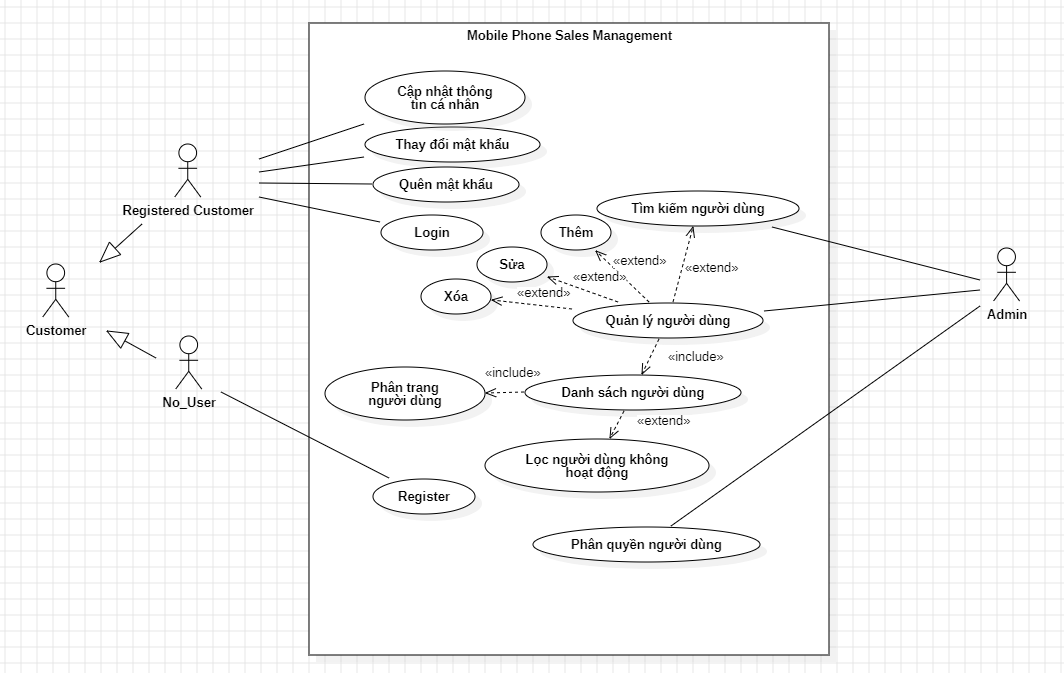 Mobile Phone Sales Management
Cập nhật thông
tin cá nhân
Thay đổi mật khẩu
Quên mật khẩu
Login
Registered Customer
Customer
No_User
Tìm kiếm người dùng
Thêm
Sửa
Xóa
«extend»
«extend»
«extend»
«extend»
Quản lý người dùng
Admin
«include»
«include»
Phân trang
người dùng
Danh sách người dùng
«extend»
Lọc người dùng không
hoạt động
Register
Phân quyền người dùng